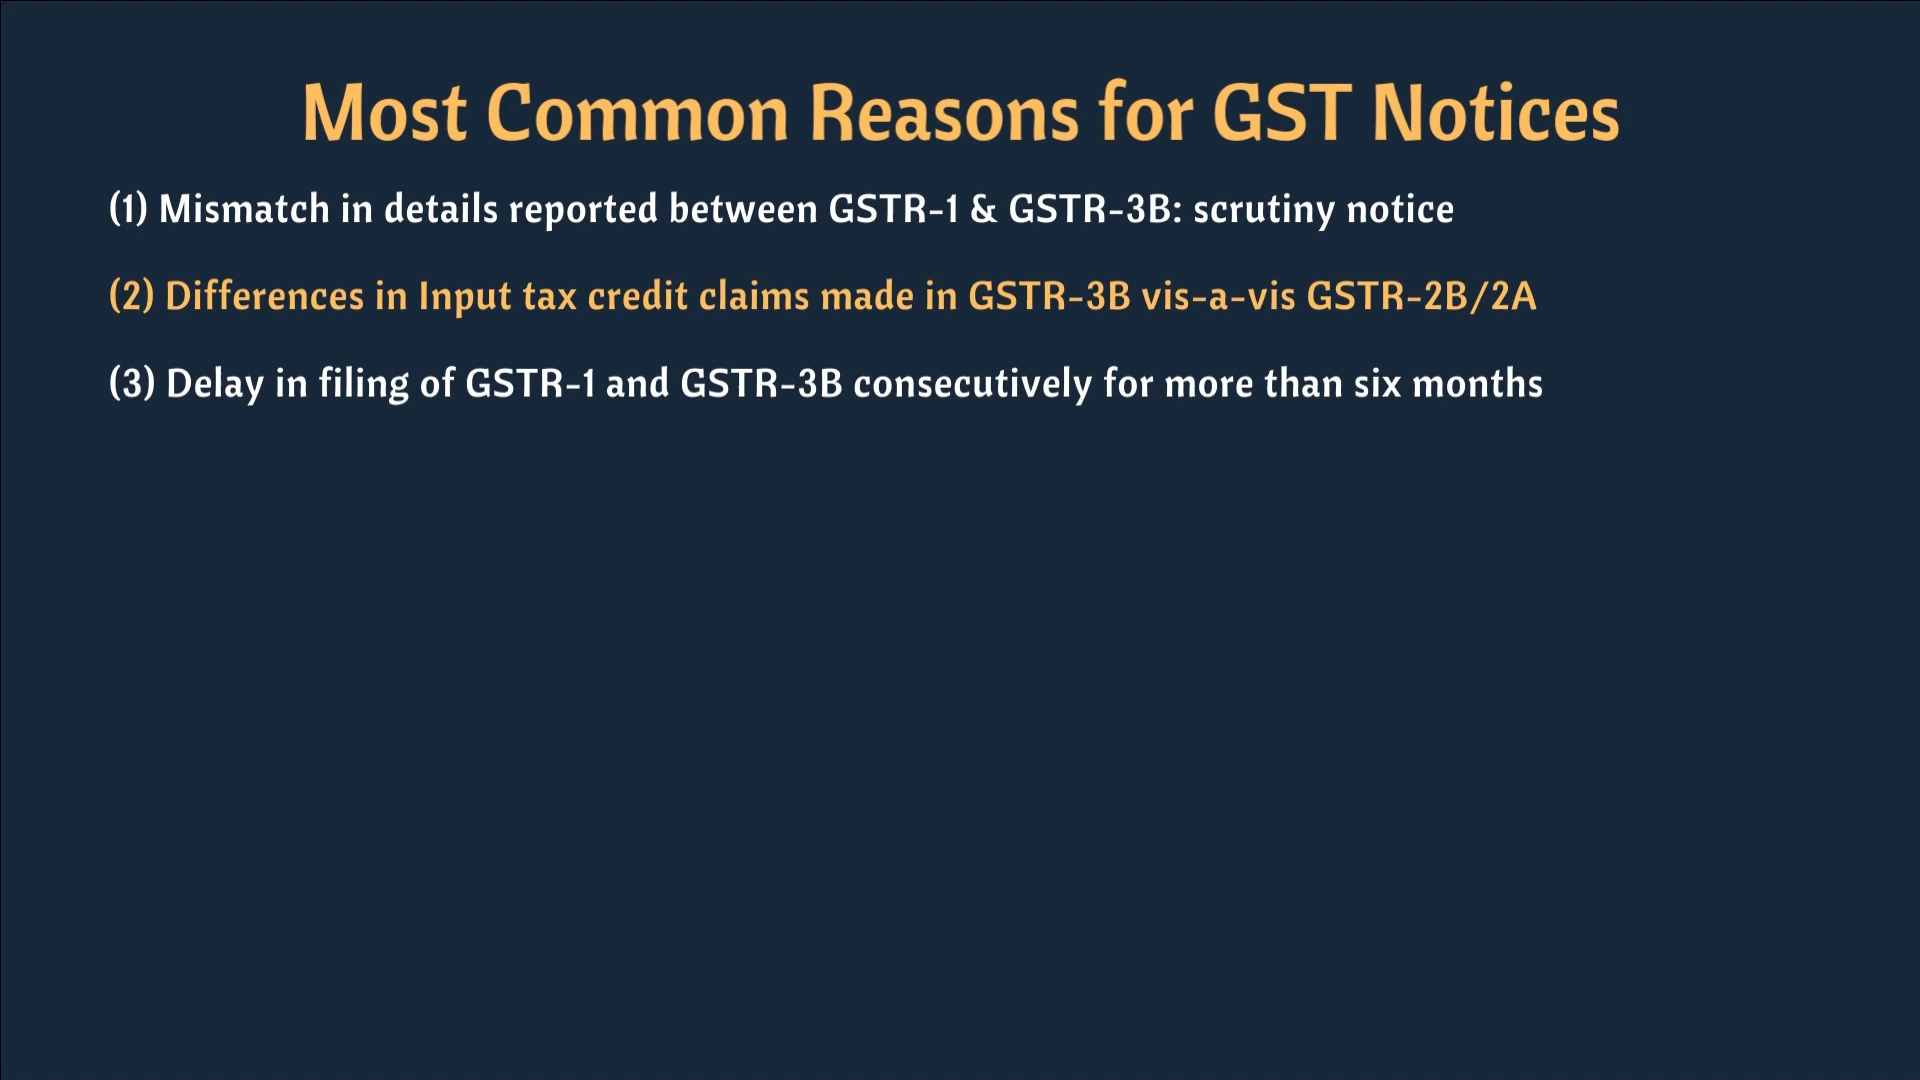 Most Common Reasons for GST Notices
(1) Mismatch in details reported between GSTR-1 & GSTR-3B: scrutiny notice
(2) Differences in Input tax credit claims made in GSTR-3B vis-a-vis GSTR-2B/2A
(3) Delay in filing of GSTR-1 and GSTR-3B consecutively for more than six months